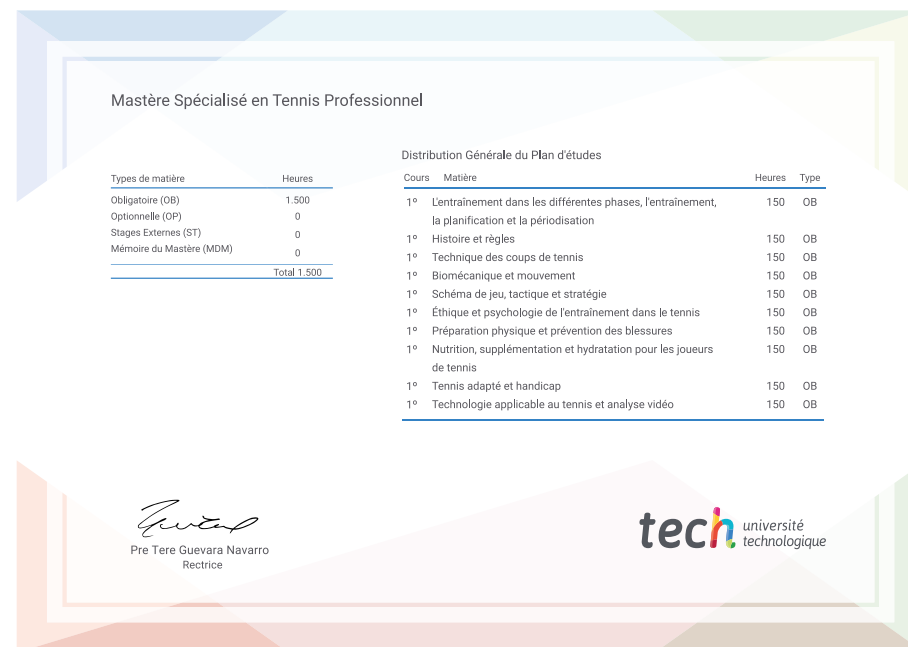 Mastère Spécialisé en Tennis Professionnel
Types de matière Heures
Obligatoire (OB) 1.500
Optionnelle (OP) 0
Stages Externes (ST) 0
Mémoire du Mastère (MDM) 0
Total 1.500
Distribution Générale du Plan d'études
Cours Matière Heures Type
1º L'entraînement dans les différentes phases, l'entraînement, 150 OB
la planification et la périodisation
1º Histoire et règles 150 OB
1º Technique des coups de tennis 150 OB
1º Biomécanique et mouvement 150 OB
1º Schéma de jeu, tactique et stratégie 150 OB
1º Éthique et psychologie de l'entraînement dans le tennis 150 OB
1º Préparation physique et prévention des blessures 150 OB
1º Nutrition, supplémentation et hydratation pour les joueurs 150 OB
de tennis
1º Tennis adapté et handicap 150 OB
1º Technologie applicable au tennis et analyse vidéo 150 OB
Pre Tere Guevara Navarro
Rectrice
tech université
technologique